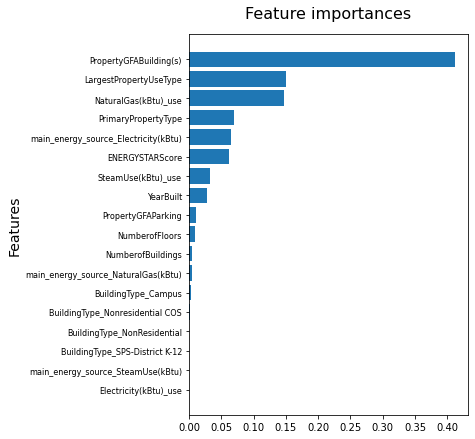 Feature importances
Features
PropertyGFABuilding(s)
LargestPropertyUseType
NaturalGas(kBtu)_use
PrimaryPropertyType
main_energy_source_Electricity(kBtu)
ENERGYSTARScore
SteamUse(kBtu)_use
YearBuilt
PropertyGFAParking
NumberofFloors
NumberofBuildings
main_energy_source_NaturalGas(kBtu)
BuildingType_Campus
BuildingType_Nonresidential COS
BuildingType_NonResidential
BuildingType_SPS-District K-12
main_energy_source_SteamUse(kBtu)
Electricity(kBtu)_use
0.00 0.05 0.10 0.15 0.20 0.25 0.30 0.35 0.40